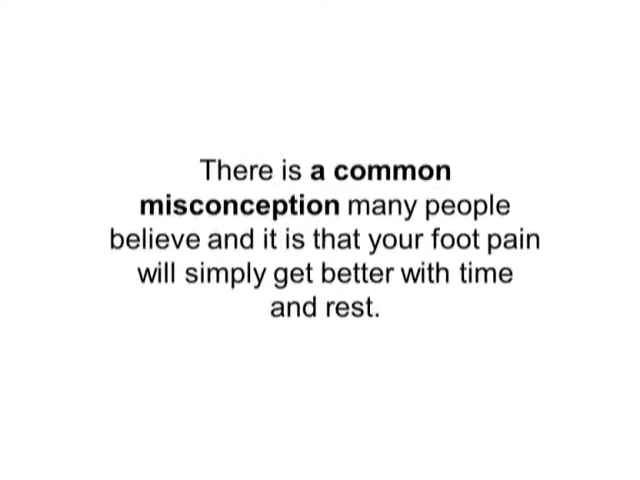 There is a common
misconception many people
believe and it is that your foot pain
will simply get better with time
and rest.